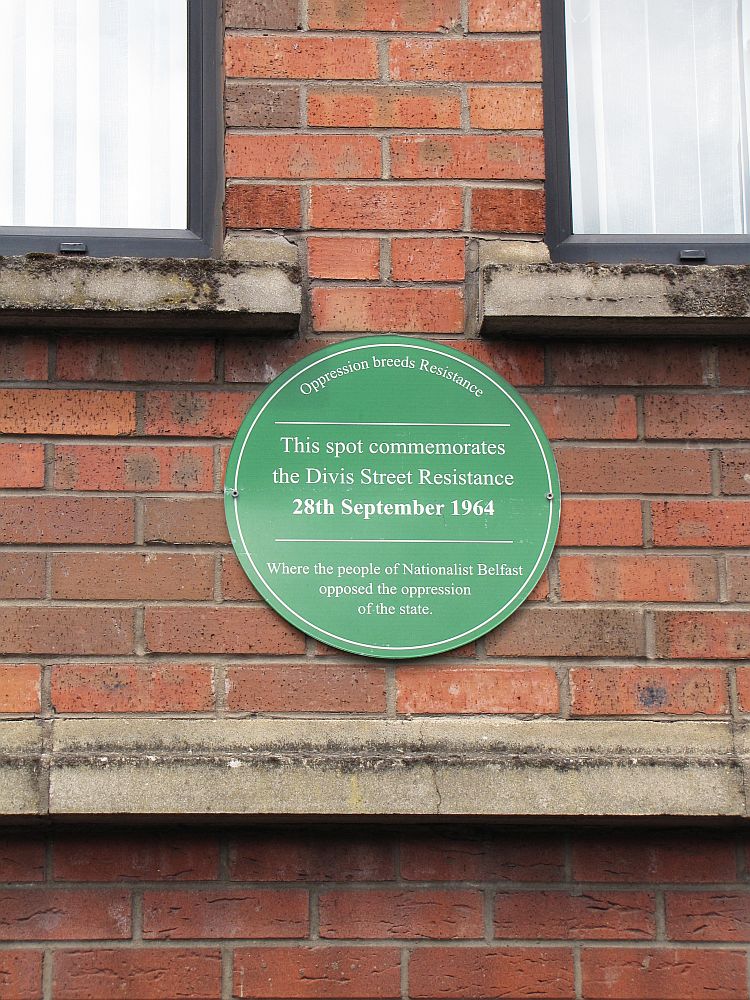 Oppression breeds Resistance
This spot commemorates
the Divis Street Resistance
28th September 1964
Where the people of Nationalist Belfast
opposed the oppression
of the state.